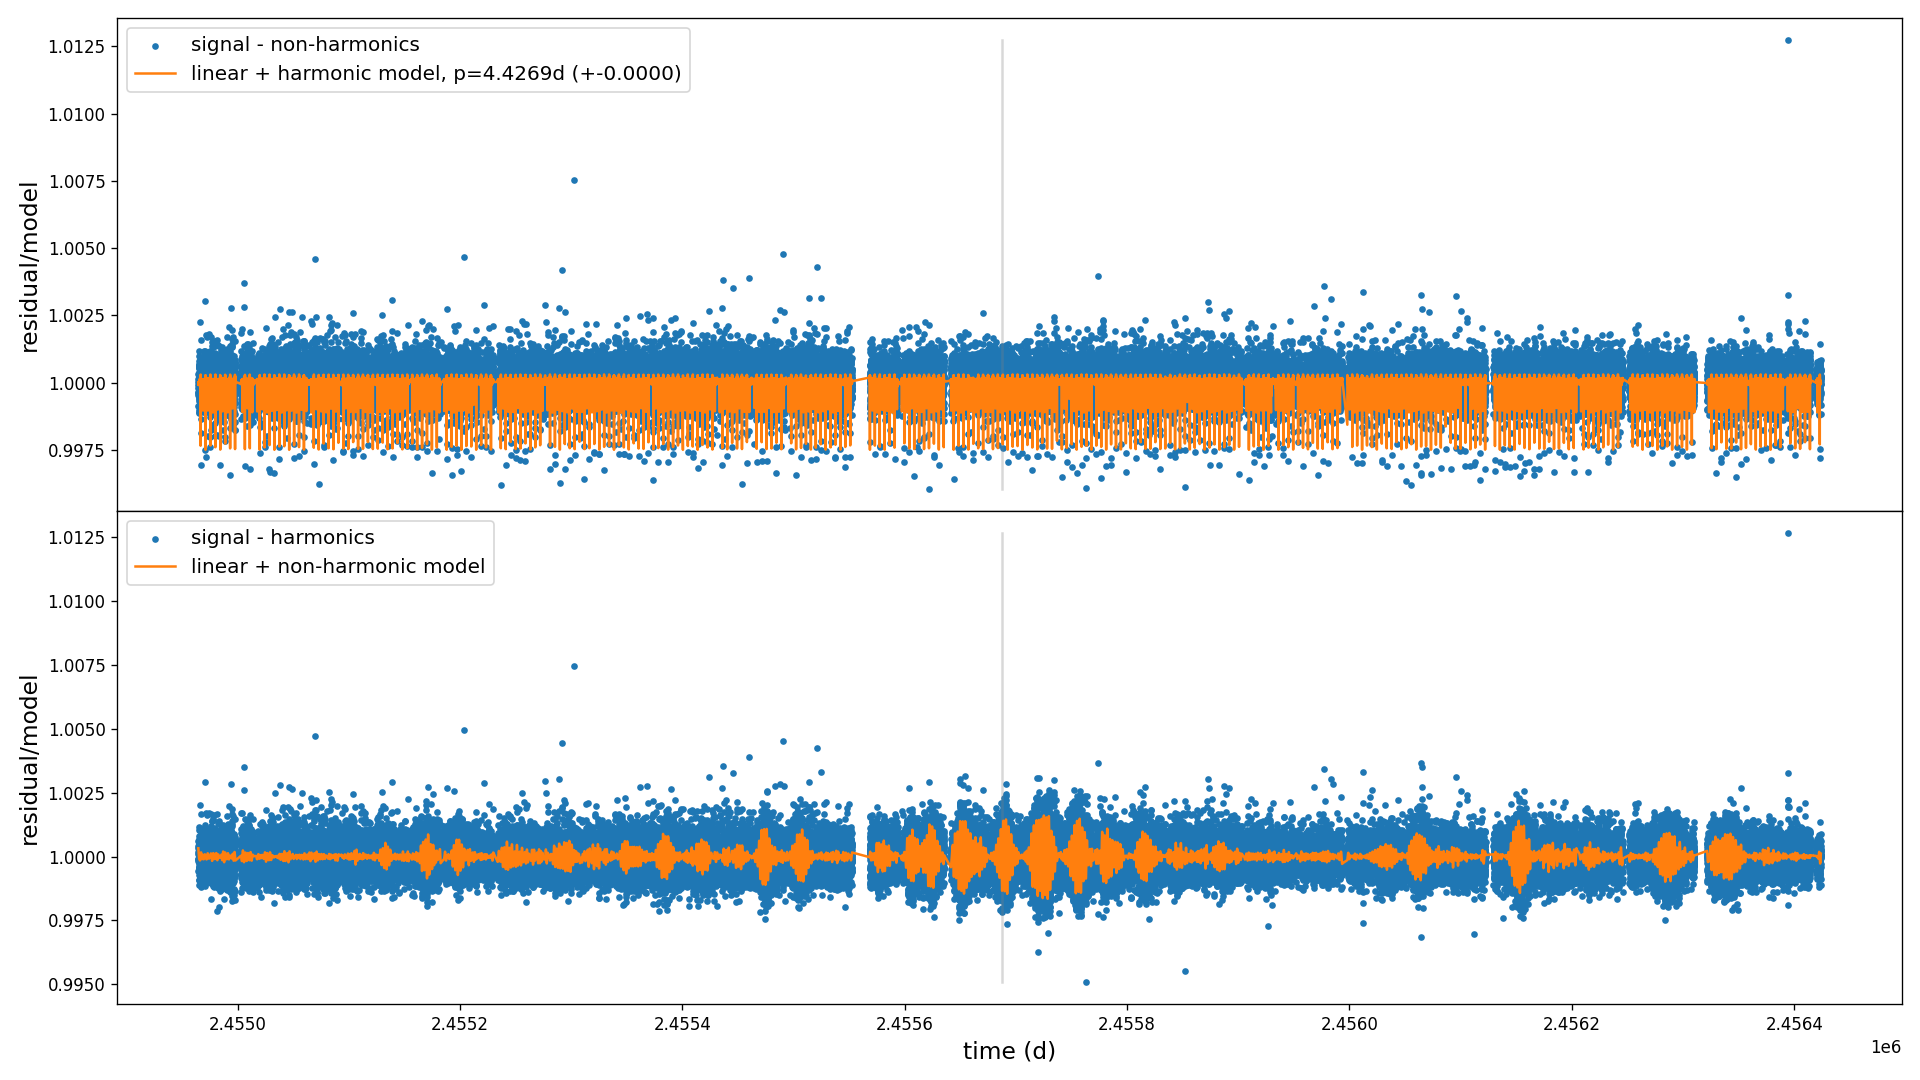 1.0125
1.0100
1.0075
1.0050
1.0025
1.0000
0.9975
residual/model
signal - non-harmonics
linear + harmonic model, p=4.4269d (+-0.0000)
1.0125
1.0100
1.0075
1.0050
1.0025
1.0000
0.9975
0.9950
residual/model
signal - harmonics
linear + non-harmonic model
2.4550
2.4552
2.4554
2.4556
2.4558
2.4560
2.4562
2.4564
1e6
time (d)